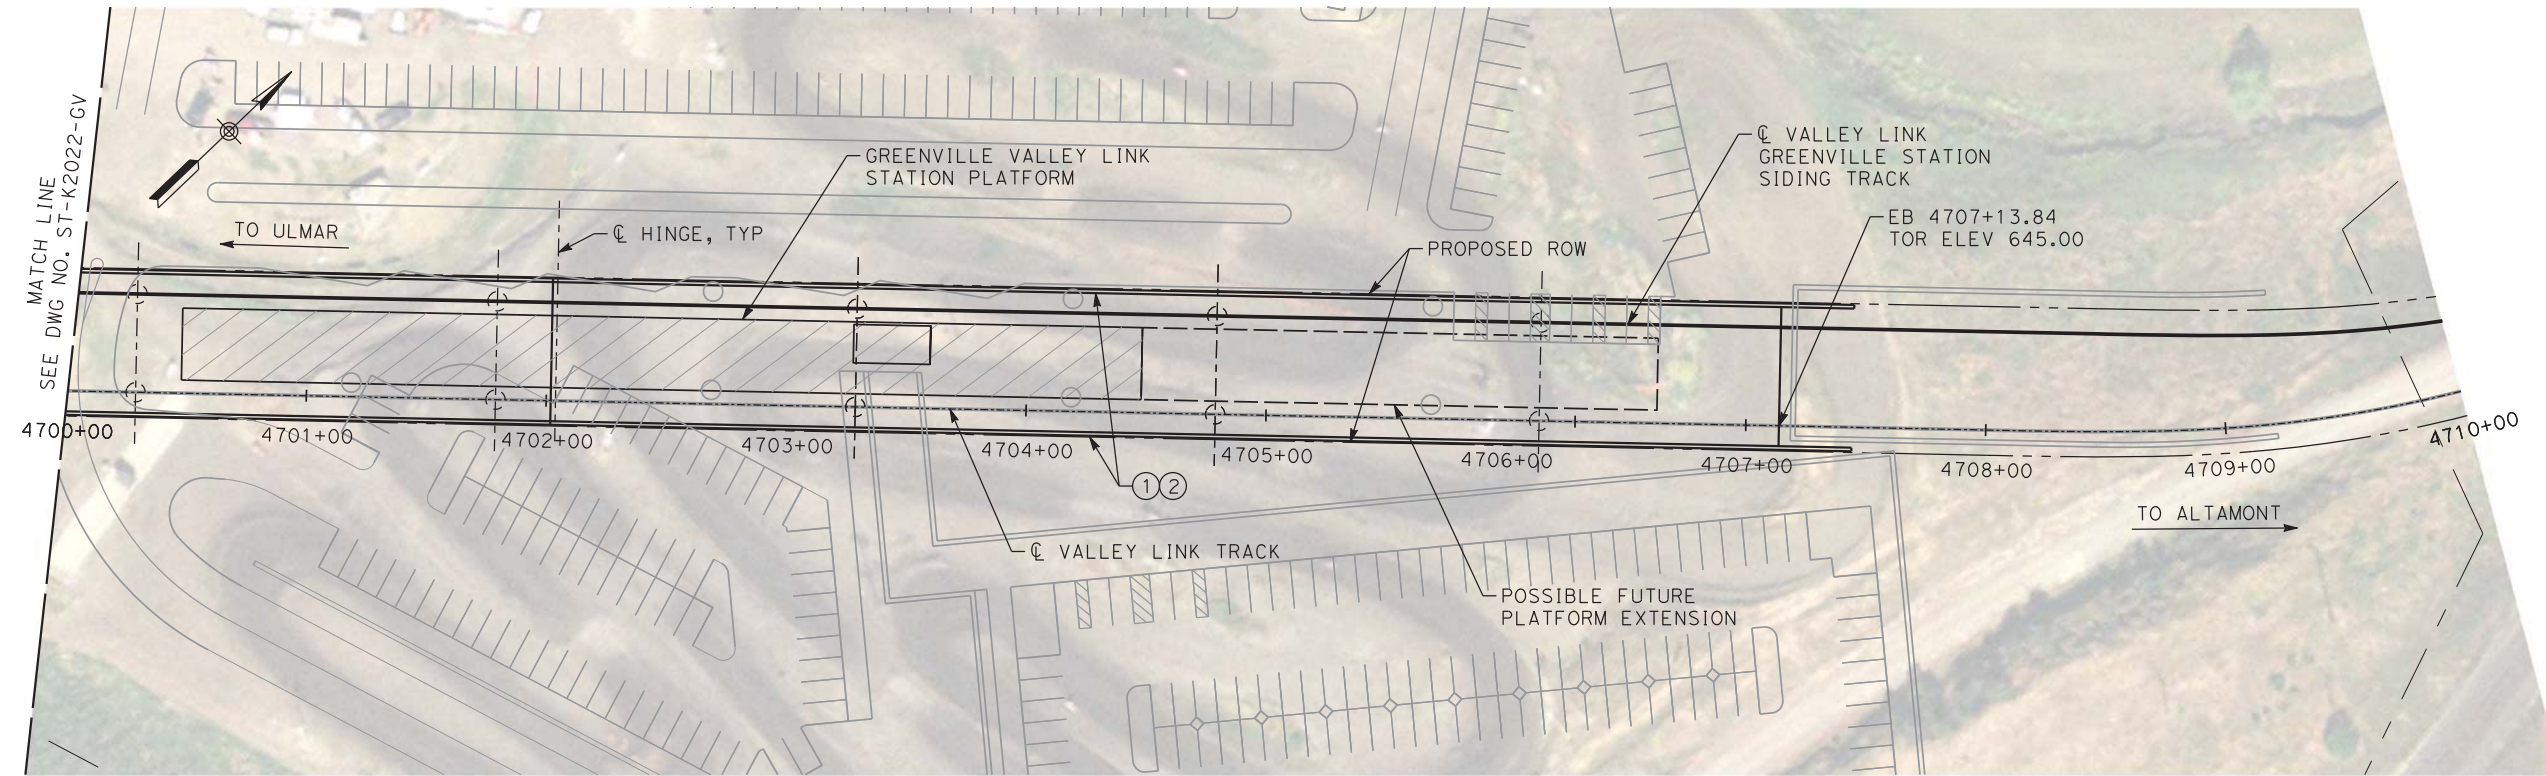 MATCH LINE
SEE DWG NO. ST-K2022-GV
TO ULMAR
℄ HINGE, TYP
GREENVILLE VALLEY LINK
STATION PLATFORM
PROPOSED ROW
℄ VALLEY LINK
GREENVILLE STATION
SIDING TRACK
EB 4707+13.84
TOR ELEV 645.00
4700+00
4701+00
4702+00
4703+00
4704+00
4705+00
4706+00
4707+00
4708+00
4709+00
4710+00
1 2
TO ALTAMONT
℄ VALLEY LINK TRACK
POSSIBLE FUTURE
PLATFORM EXTENSION